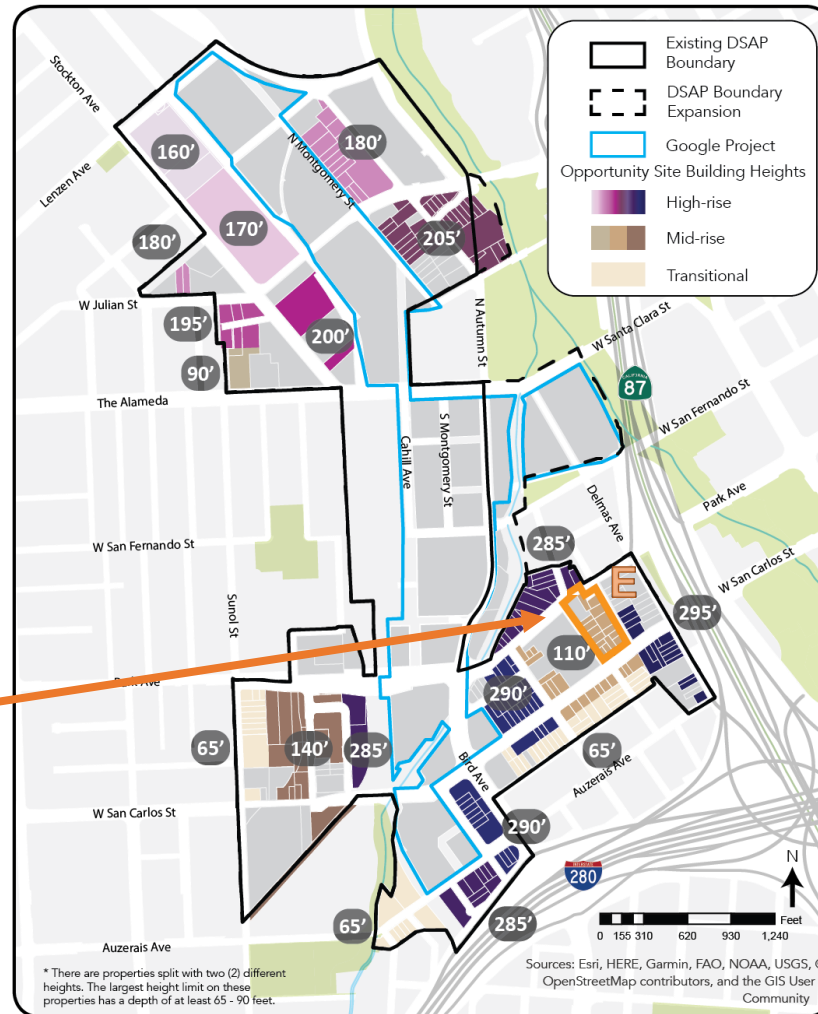 Existing DSAP
Boundary
DSAP Boundary
Expansion
Google Project
Opportunity Site Building Heights
High-rise
Mid-rise
Transitional
Stockton Ave
Lenzen Ave
N Montgomery St
160'
180'
170'
205'
180'
W Julian St
195'
200'
90'
N Autumn St
W Santa Clara St
CALIFORNIA
87
The Alameda
Cahill Ave
S Montgomery St
W San Fernando St
Park Ave
Delmas Ave
W San Carlos St
W San Fernando St
Sunol St
285'
E
295'
110'
290'
Ave
65'
140'
285'
65'
Bird Ave
Auzerais Ave
W San Carlos St
290'
280
N
65'
285'
Feet
0 155 310 620 930 1,240
Auzerais Ave
* There are properties split with two (2) different
heights. The largest height limit on these
properties has a depth of at least 65 - 90 feet.
Sources: Esri, HERE, Garmin, FAO, NOAA, USGS,
OpenStreetMap contributors, and the GIS User
Community